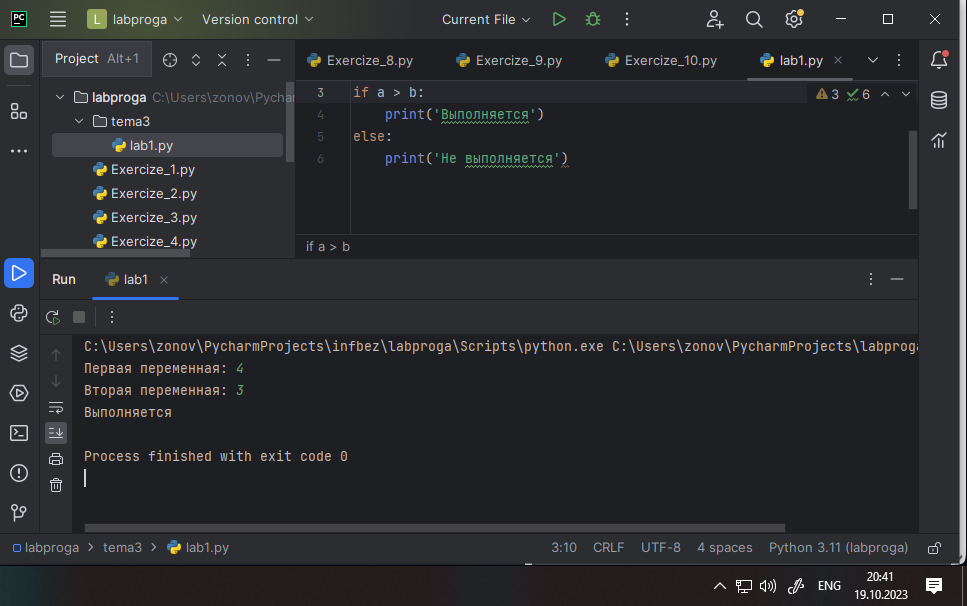 PC
L labproga Version control Current File
Project Alt+1
Exercize_8.py Exercize_9.py Exercize_10.py lab1.py
labproga C:\Users\zonov\Pychar
tema3
lab1.py
Exercize_1.py
Exercize_2.py
Exercize_3.py
Exercize_4.py
3 if a > b:
4 print('Выполняется')
5 else:
6 print('Не выполняется')
3 6
if a > b
Run lab1
C:\Users\zonov\PycharmProjects\infbez\labproga\Scripts\python.exe C:\Users\zonov\PycharmProjects\labproga
Первая переменная: 4
Вторая переменная: 3
Выполняется
Process finished with exit code 0
labproga > tema3 > lab1.py 3:10 CRLF UTF-8 4 spaces Python 3.11 (labproga)
ENG
20:41
19.10.2023